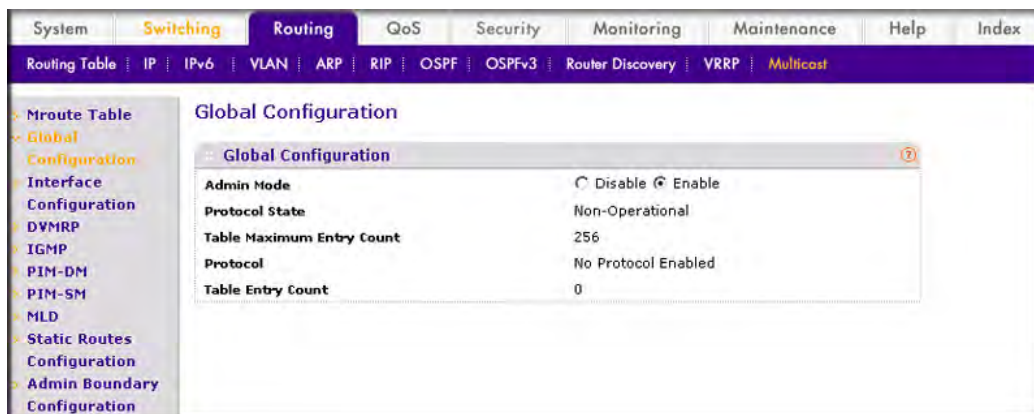 System Switching Routing QoS Security Monitoring Maintenance Help Index
Routing Table IP IPv6 VLAN ARP RIP OSPF OSPFv3 Router Discovery VRRP Multicast
Mroute Table
Global
Configuration
Interface
Configuration
DVMRP
IGMP
PIM-DM
PIM-SM
MLD
Static Routes
Configuration
Admin Boundary
Configuration
Global Configuration
Global Configuration ?
Admin Mode Disable Enable
Protocol State Non-Operational
Table Maximum Entry Count 256
Protocol No Protocol Enabled
Table Entry Count 0